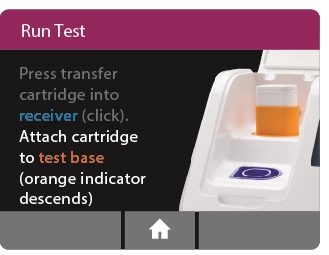 Run Test
Press transfer
cartridge into
receiver (click).
Attach cartridge
to test base
(orange indicator
descends)